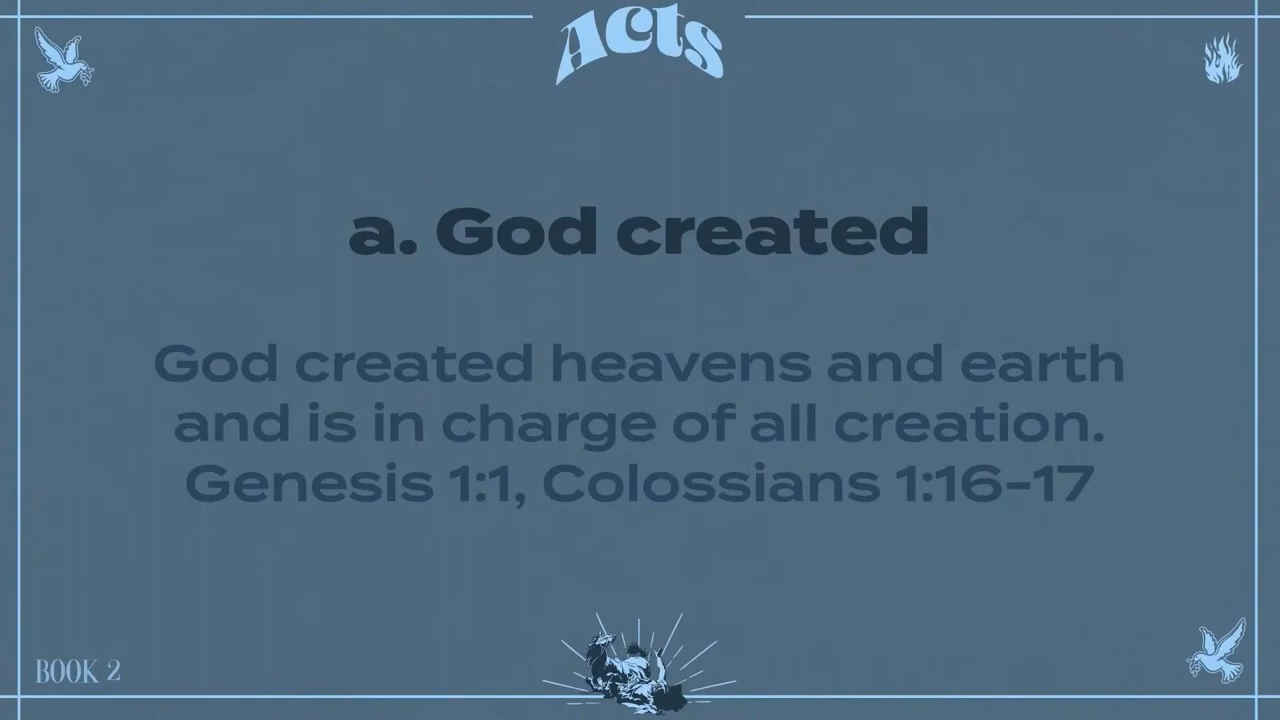 Acts
a. God created
God created heavens and earth
and is in charge of all creation.
Genesis 1:1, Colossians 1:16-17
BOOK 2